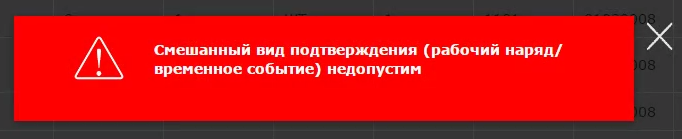 Смешанный вид подтверждения (рабочий наряд/
временное событие) недопустим